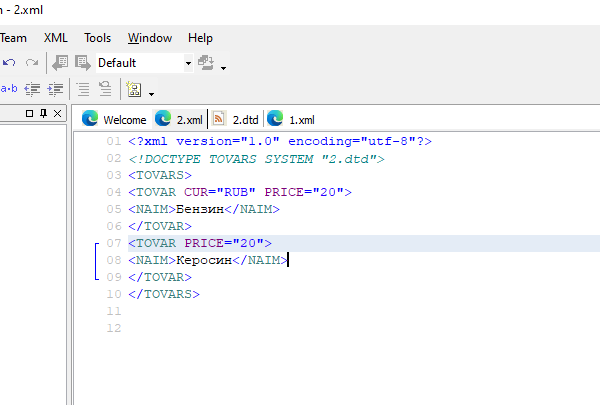 - 2.xml
Team XML Tools Window Help
Default
a•b
Welcome 2.xml 2.dtd 1.xml
01 <?xml version="1.0" encoding="utf-8"?>
02 <!DOCTYPE TOVARS SYSTEM "2.dtd">
03 <TOVARS>
04 <TOVAR CUR="RUB" PRICE="20">
05 <NAIM>Бензин</NAIM>
06 </TOVAR>
07 <TOVAR PRICE="20">
08 <NAIM>Керосин</NAIM>
09 </TOVAR>
10 </TOVARS>
11
12